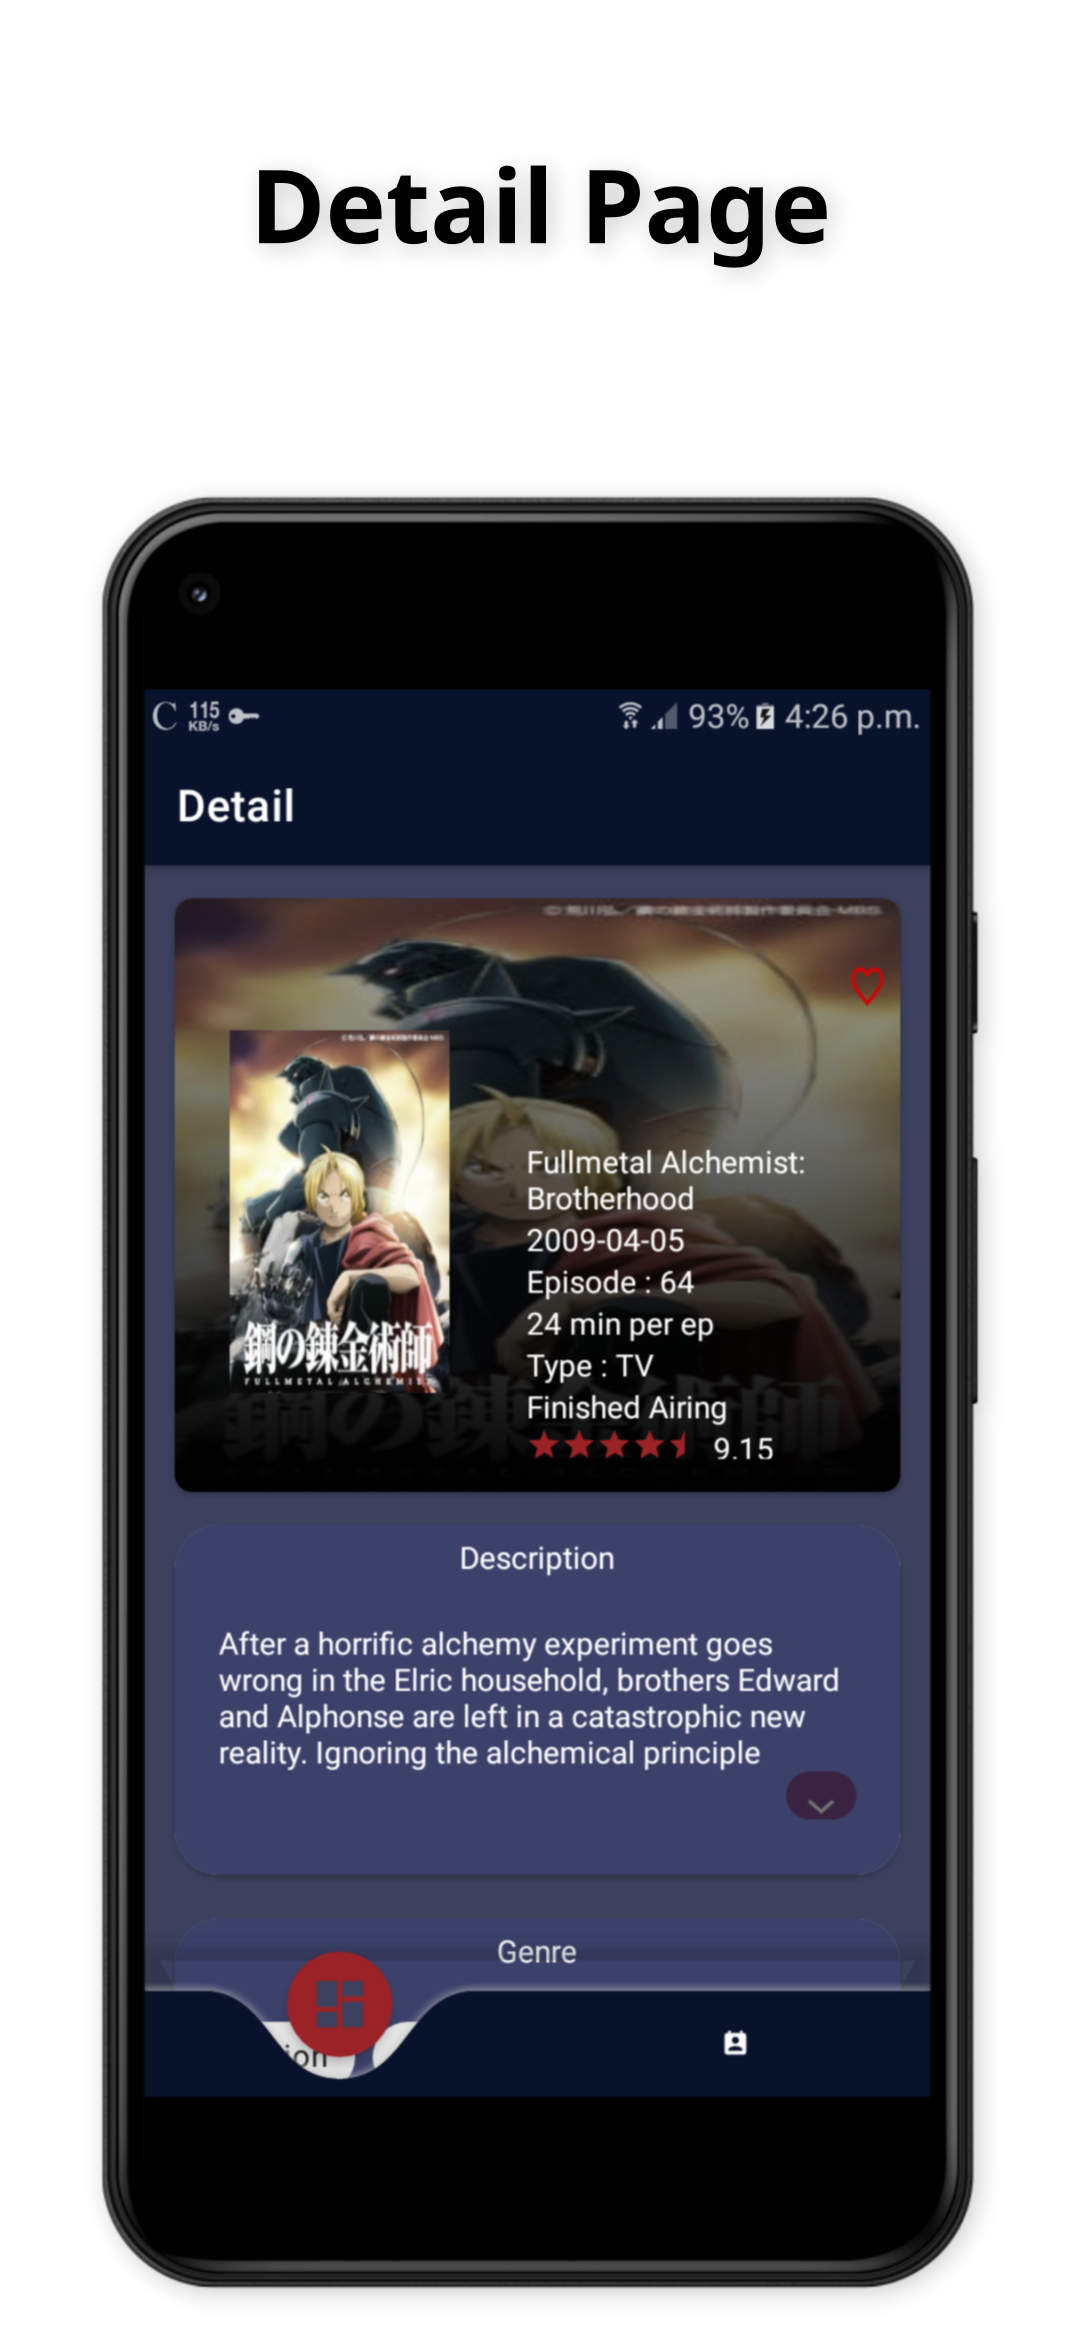 Detail Page
C 115 KB/s 93% 4:26 p.m.
Detail
鋼の錬金術師
FULLMETAL ALCHEMIST
Fullmetal Alchemist:
Brotherhood
2009-04-05
Episode : 64
24 min per ep
Type : TV
Finished Airing
9.15
Description
After a horrific alchemy experiment goes
wrong in the Elric household, brothers Edward
and Alphonse are left in a catastrophic new
reality. Ignoring the alchemical principle
Genre
ion